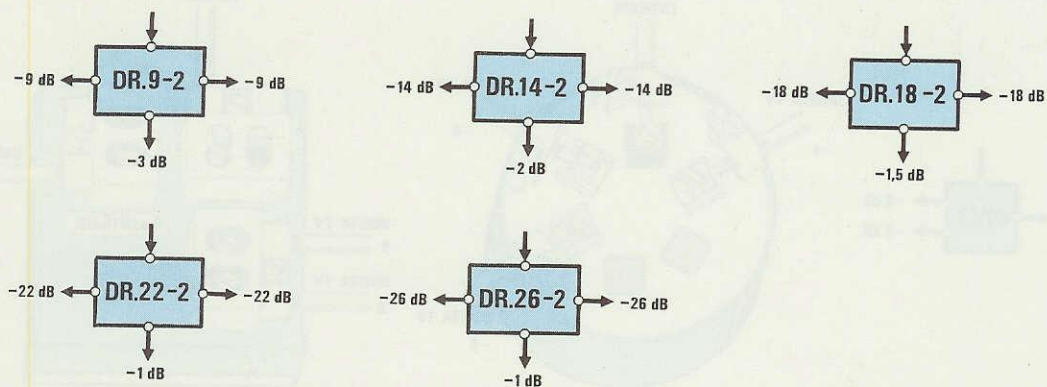 -9 dB DR.9-2 -9 dB
-3 dB
-14 dB DR.14-2 -14 dB
-2 dB
-18 dB DR.18-2 -18 dB
-1,5 dB
-22 dB DR.22-2 -22 dB
-1 dB
-26 dB DR.26-2 -26 dB
-1 dB